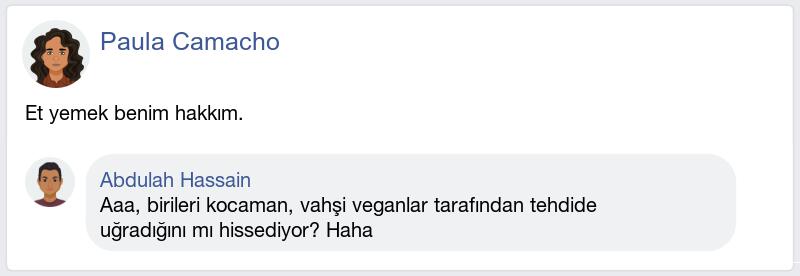 Paula Camacho
Et yemek benim hakkım.
Abdulah Hassain
Aaa, birileri kocaman, vahşi veganlar tarafından tehdide
uğradığını mı hissediyor? Haha